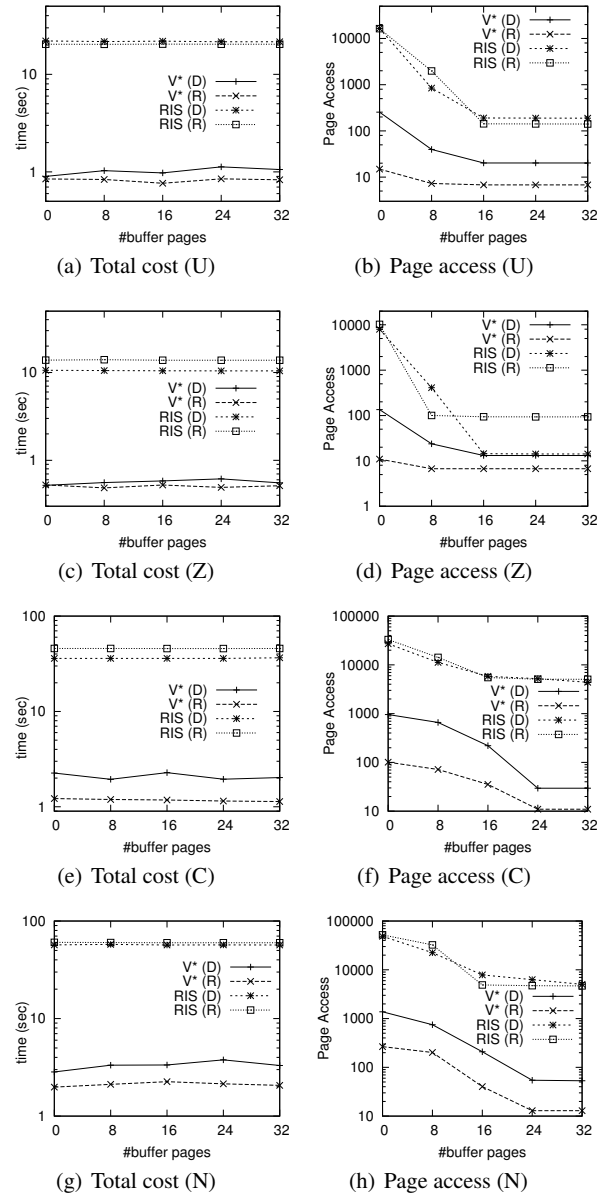 time (sec)
10
1
0 8 16 24 32
#buffer pages
V* (D)
V* (R)
RIS (D)
RIS (R)
(a) Total cost (U)
Page Access
10000
1000
100
10
0 8 16 24 32
#buffer pages
V* (D)
V* (R)
RIS (D)
RIS (R)
(b) Page access (U)
time (sec)
10
1
0 8 16 24 32
#buffer pages
V* (D)
V* (R)
RIS (D)
RIS (R)
(c) Total cost (Z)
Page Access
10000
1000
100
10
1
0 8 16 24 32
#buffer pages
V* (D)
V* (R)
RIS (D)
RIS (R)
(d) Page access (Z)
time (sec)
100
10
1
0 8 16 24 32
#buffer pages
V* (D)
V* (R)
RIS (D)
RIS (R)
(e) Total cost (C)
Page Access
100000
10000
1000
100
10
0 8 16 24 32
#buffer pages
V* (D)
V* (R)
RIS (D)
RIS (R)
(f) Page access (C)
time (sec)
100
10
1
0 8 16 24 32
#buffer pages
V* (D)
V* (R)
RIS (D)
RIS (R)
(g) Total cost (N)
Page Access
100000
10000
1000
100
10
0 8 16 24 32
#buffer pages
V* (D)
V* (R)
RIS (D)
RIS (R)
(h) Page access (N)